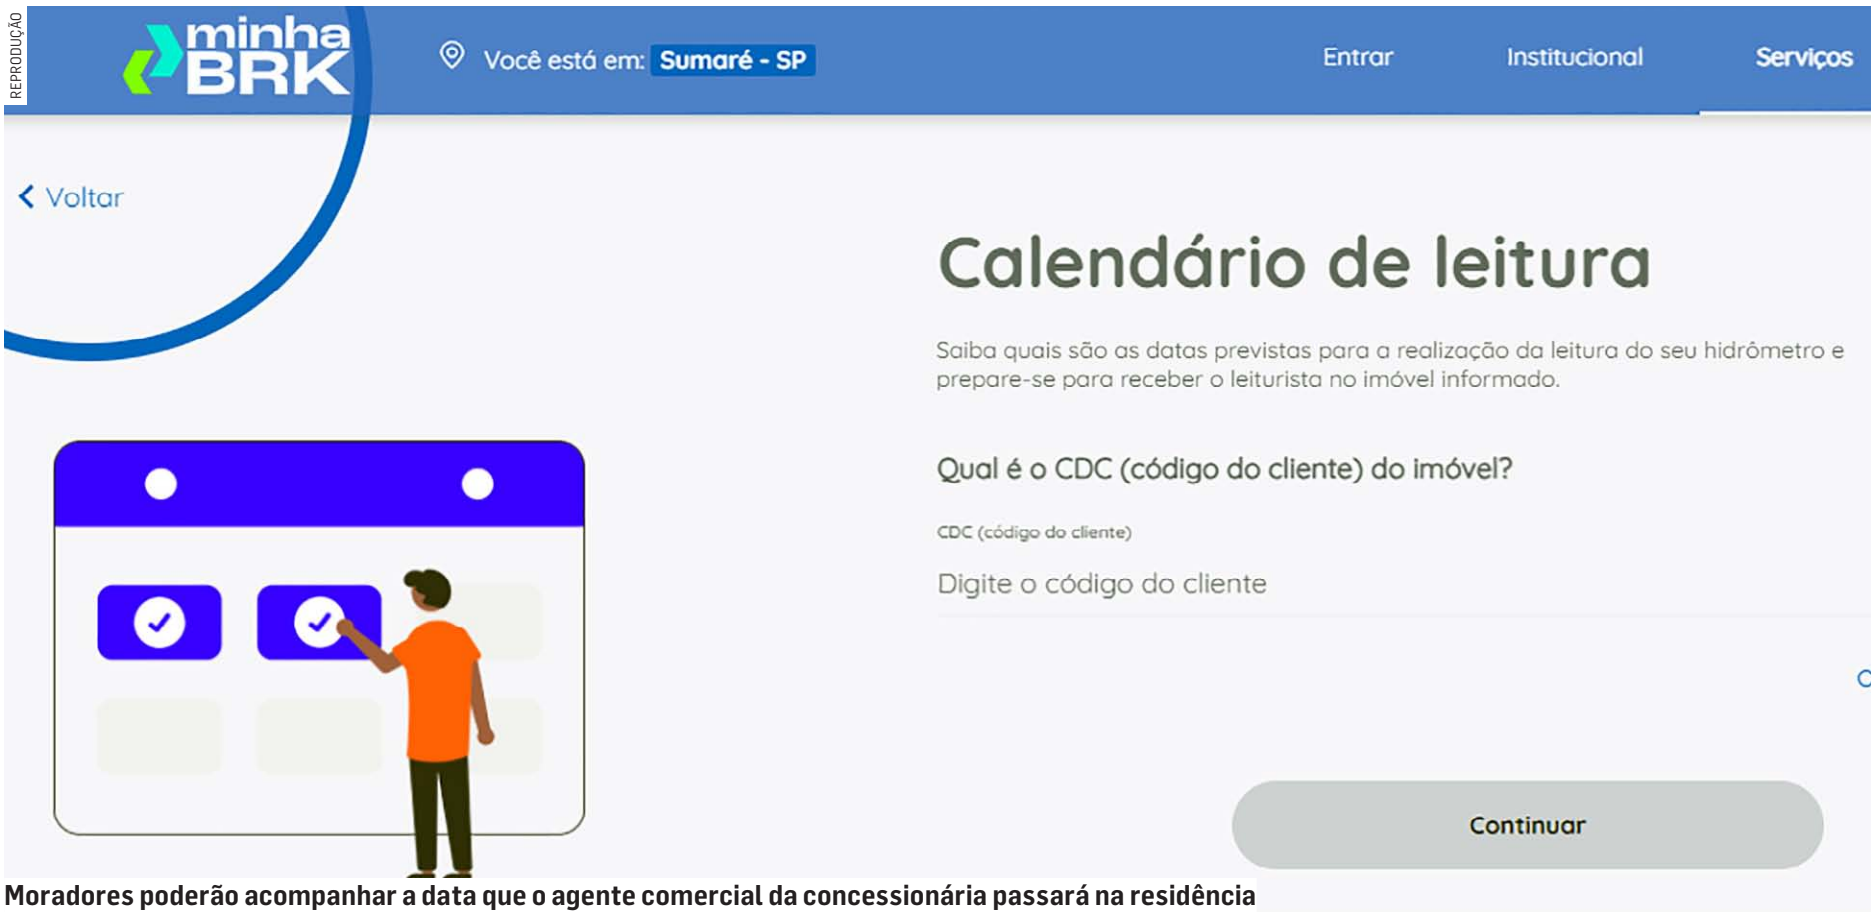 REPRODUÇÃO
minha
BRK
Você está em: Sumaré - SP
Entrar
Institucional
Serviços
Voltar
Calendário de leitura
Saiba quais são as datas previstas para a realização da leitura do seu hidrômetro e
prepare-se para receber o leiturista no imóvel informado.
Qual é o CDC (código do cliente) do imóvel?
CDC (código do cliente)
Digite o código do cliente
Continuar
Moradores poderão acompanhar a data que o agente comercial da concessionária passará na residência